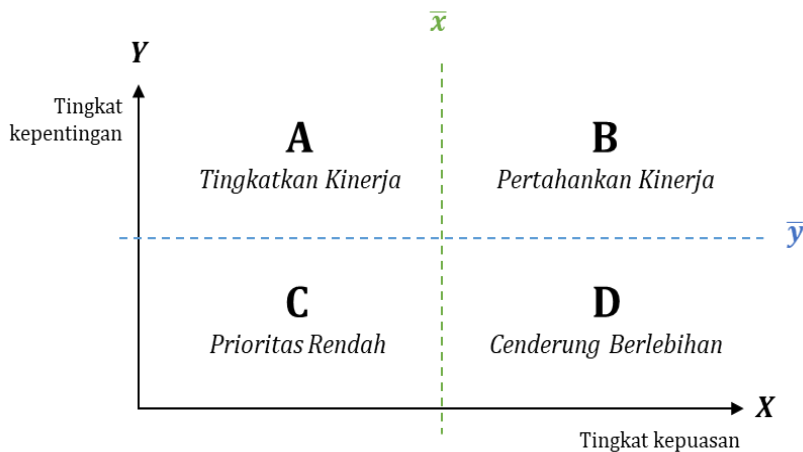 x̅
Y
Tingkat
kepentingan
A
Tingkatkan Kinerja
B
Pertahankan Kinerja
y̅
C
Prioritas Rendah
D
Cenderung Berlebihan
X
Tingkat kepuasan